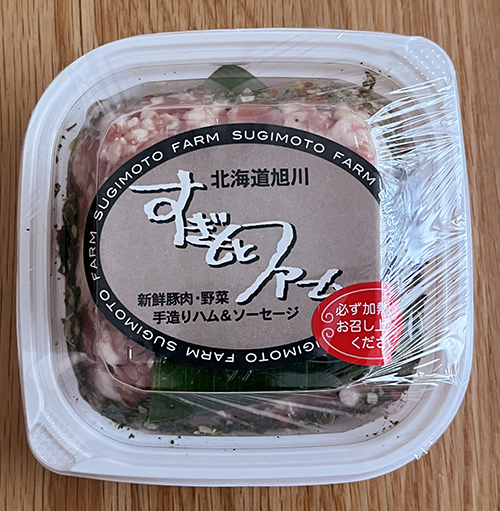 SUGIMOTO FARM SUGIMOTO FARM SUGIMOTO FARM SUGIMOTO FARM
北海道旭川
すぎもとファーム
新鮮豚肉・野菜
手造りハム&ソーセージ
必ず加熱
お召し上
くださ